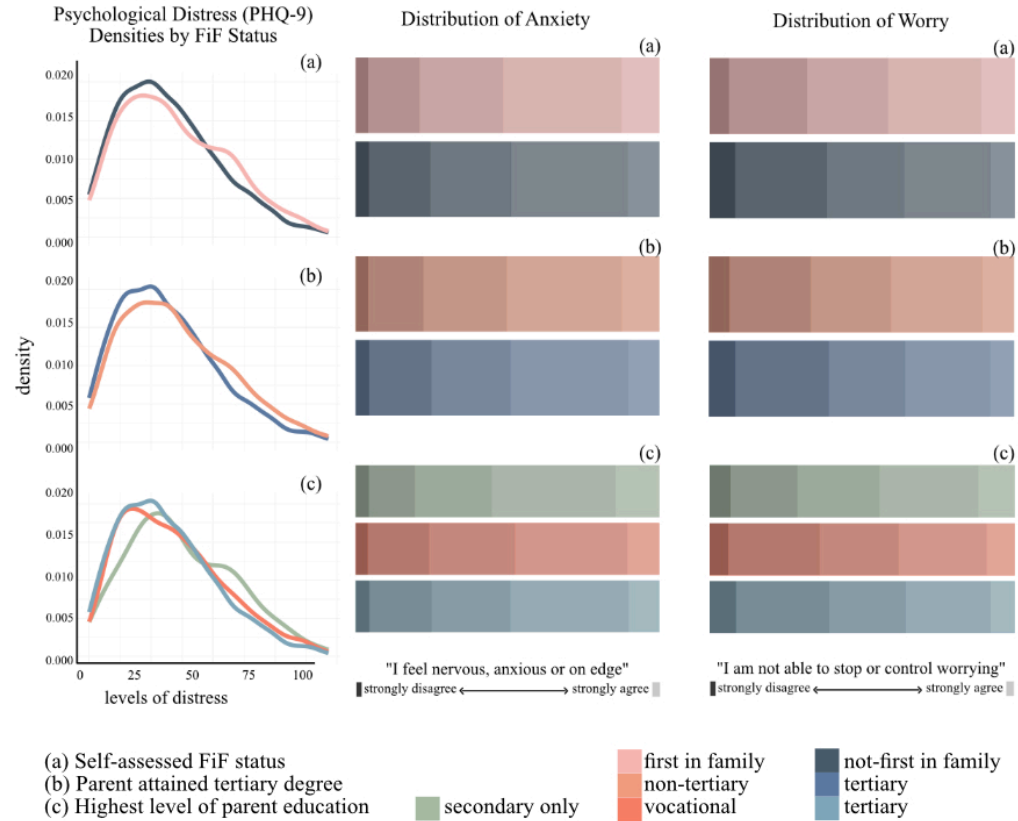 Psychological Distress (PHQ-9)
Densities by FiF Status
Distribution of Anxiety
Distribution of Worry
(a)
(a)
(a)
0.020
0.015
0.010
0.005
0.000
(b)
(b)
(b)
0.020
0.015
0.010
0.005
0.000
density
(c)
(c)
(c)
0.020
0.015
0.010
0.005
0.000
0
25
50
75
100
levels of distress
"I feel nervous, anxious or on edge"
strongly disagree
strongly agree
"I am not able to stop or control worrying"
strongly disagree
strongly agree
(a) Self-assessed FiF status
(b) Parent attained tertiary degree
(c) Highest level of parent education
secondary only
first in family
non-tertiary
vocational
not-first in family
tertiary
tertiary